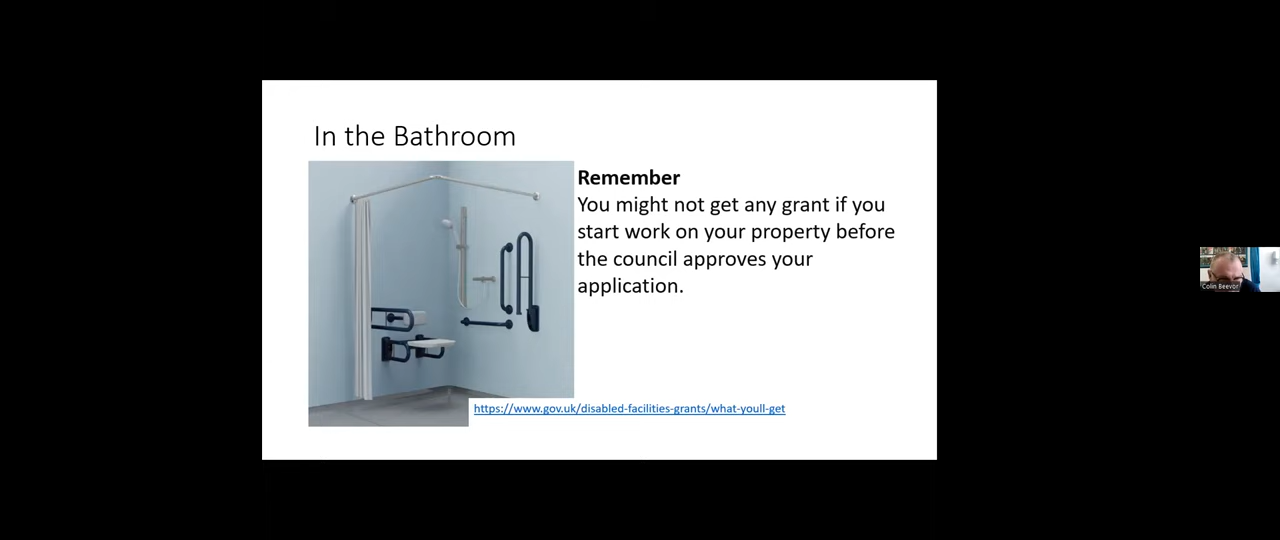 In the Bathroom
Remember
You might not get any grant if you
start work on your property before
the council approves your
application.
https://www.gov.uk/disabled-facilities-grants/what-youll-get
Colin Beevor